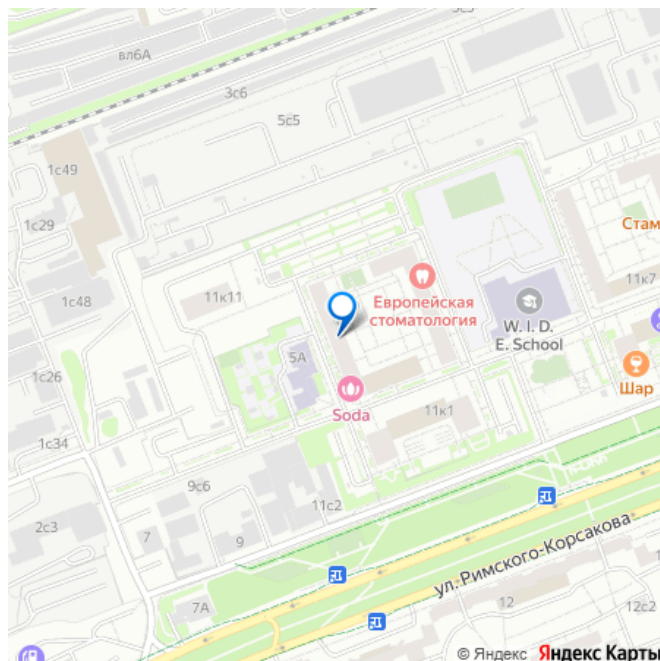 вл6А
3с6
5с5
1с49
1с29
Стам
11к7
1с48
11к11
Европейская
стоматология
W. I. D.
E. School
5А
1с26
Шар
Soda
11к1
1с34
9с6
11с2
2с3
7
9
ул. Римского-Корсакова
7А
12
12с2
© Яндекс Яндекс Карты